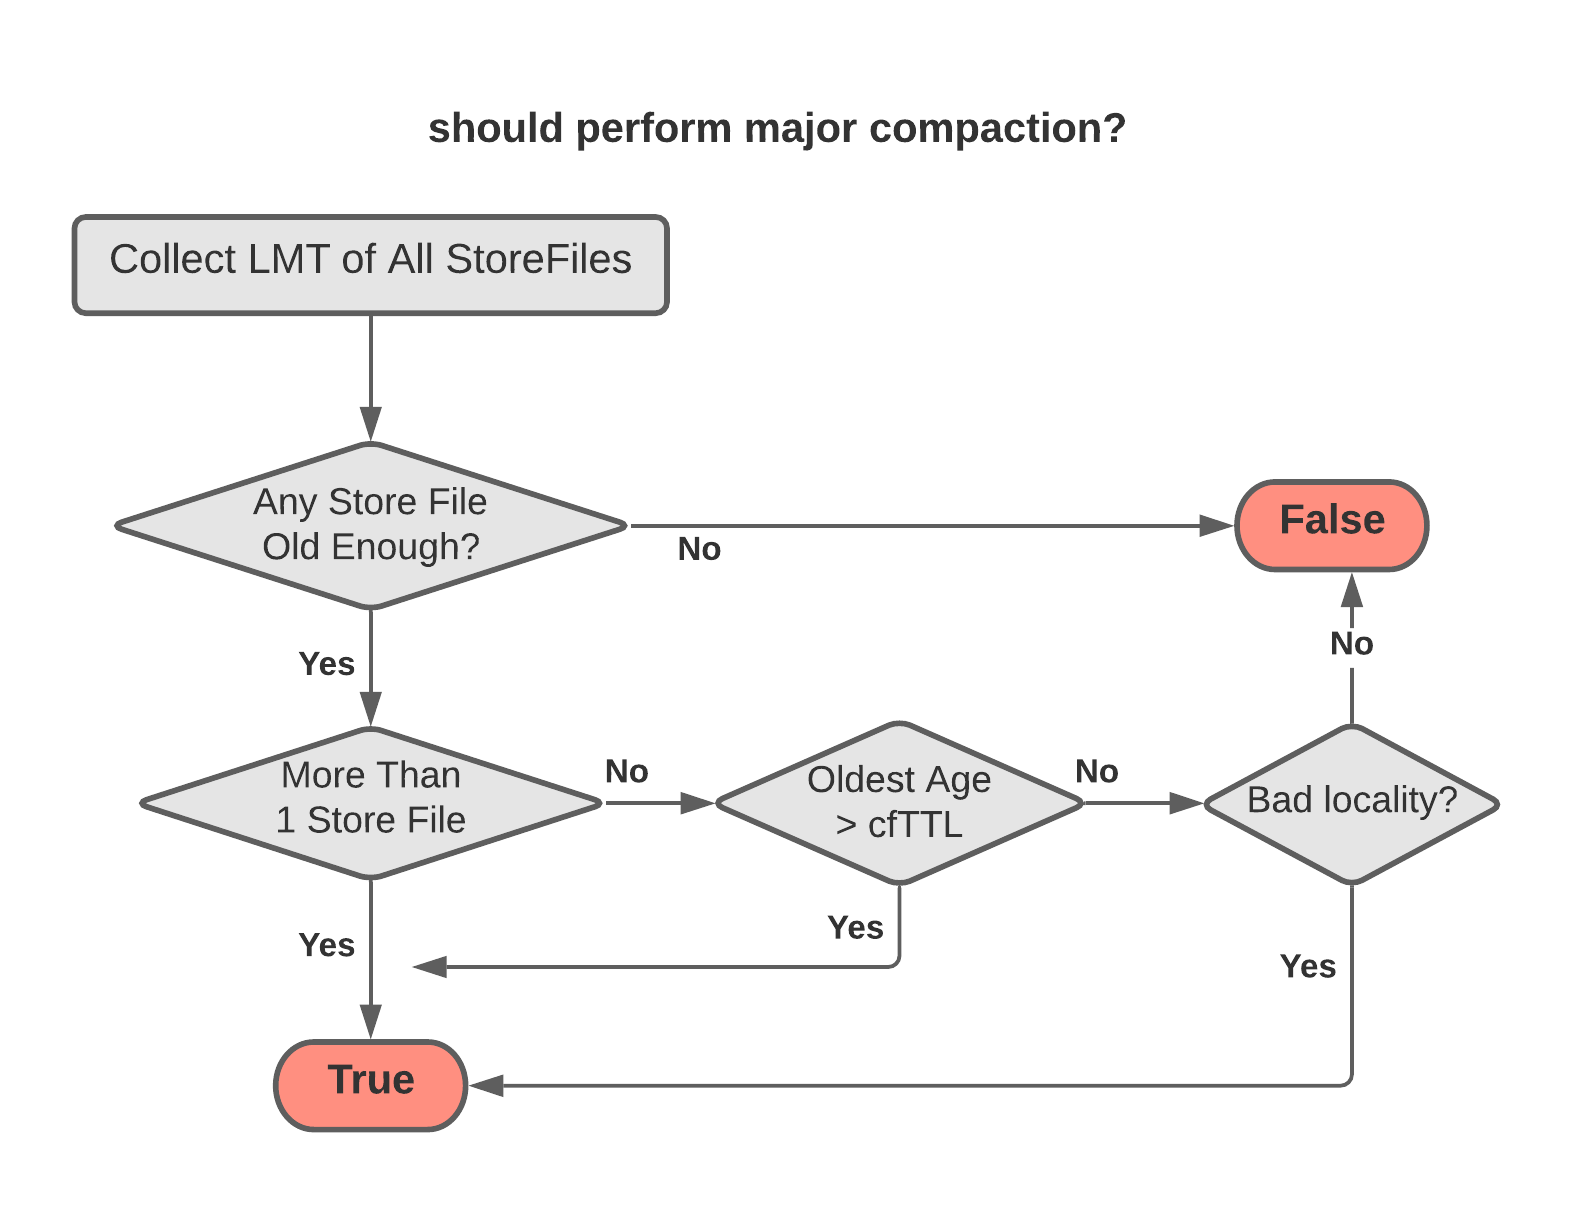 should perform major compaction?
Collect LMT of All StoreFiles
Any Store File
Old Enough?
No
False
Yes
No
More Than
1 Store File
No
Oldest Age
> cfTTL
No
Bad locality?
Yes
Yes
Yes
True